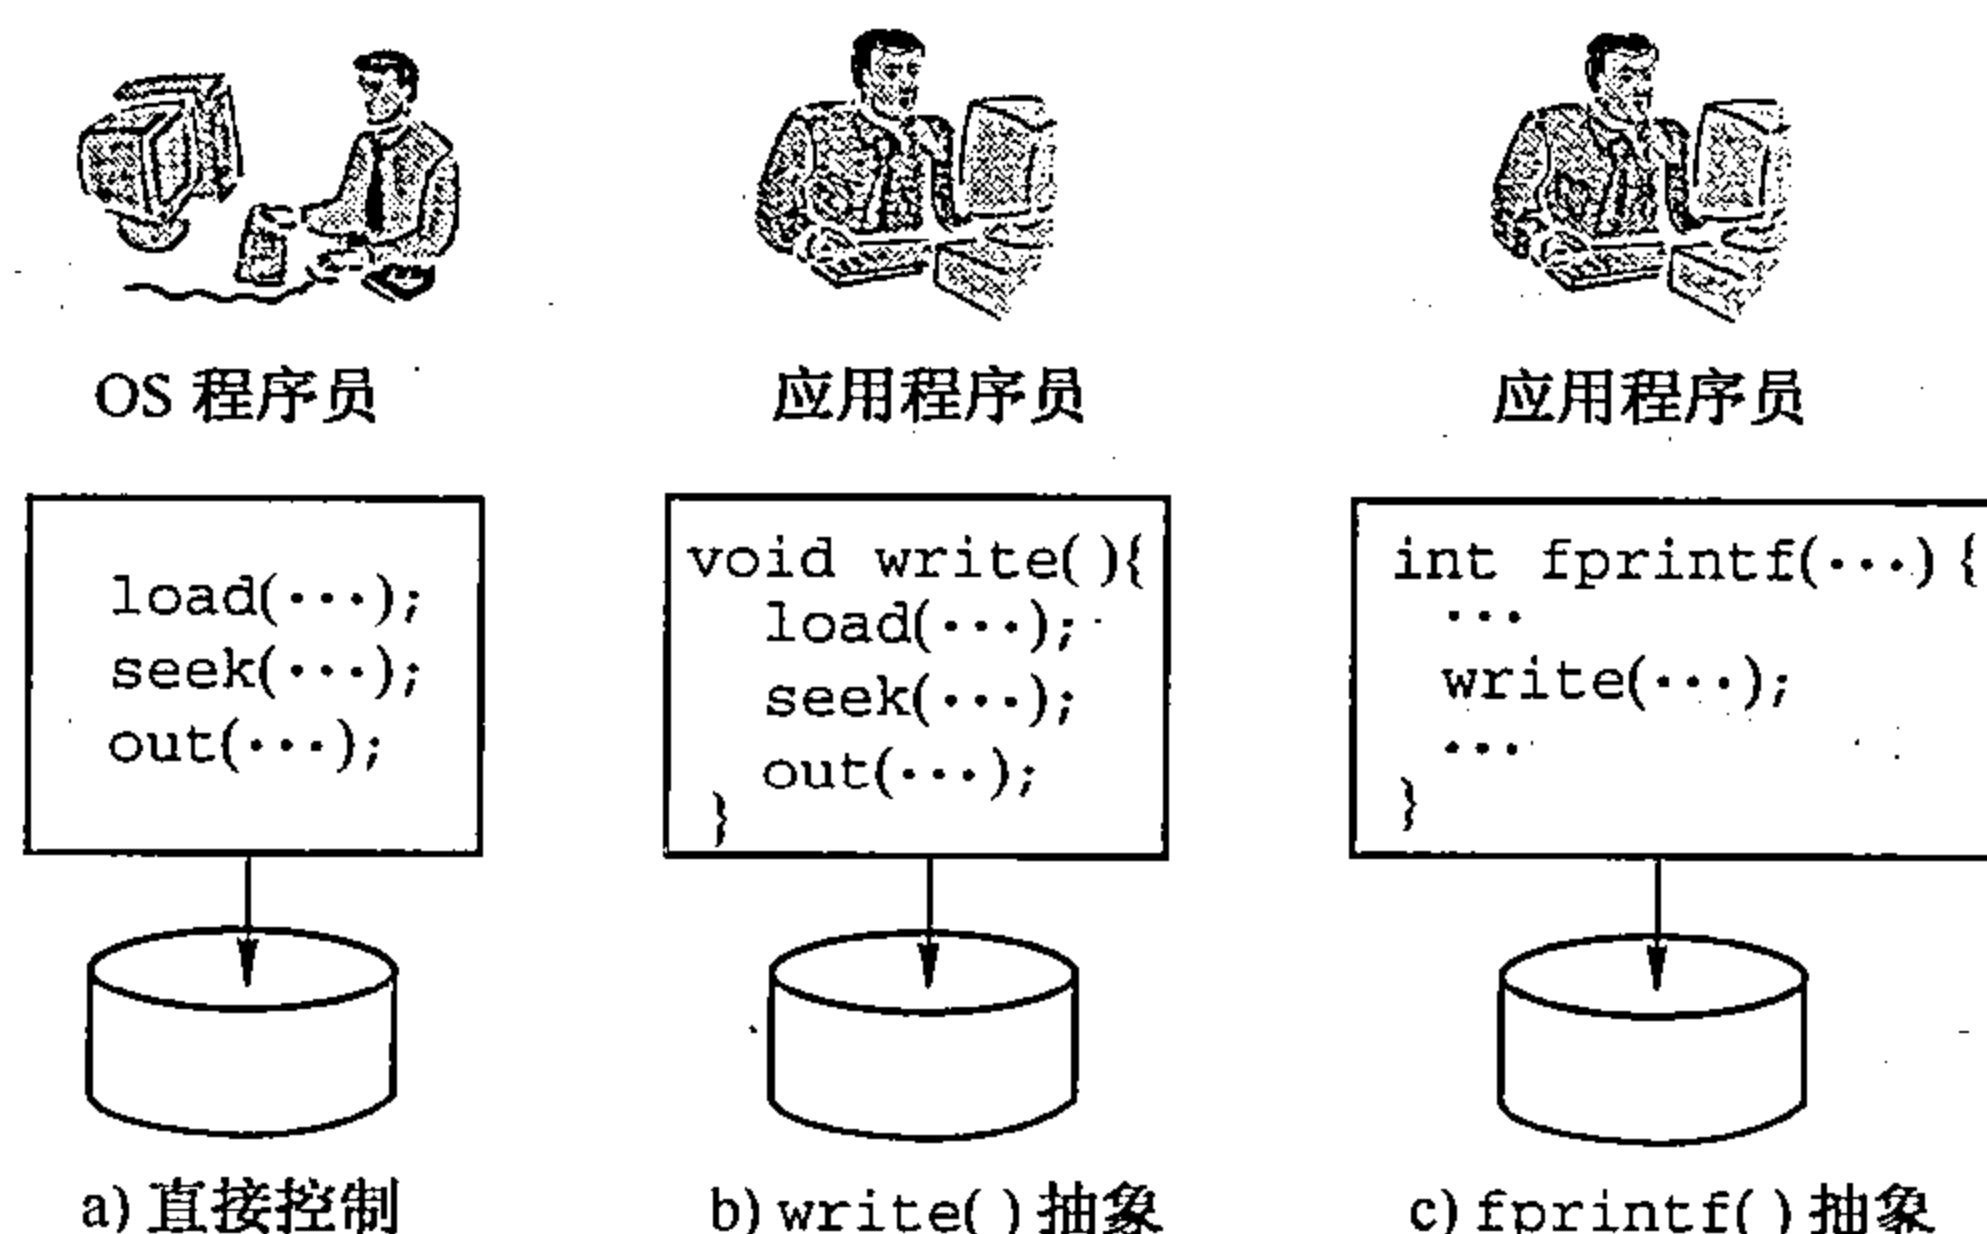 OS 程序员
load(···);
seek(···);
out(···);
a) 直接控制
应用程序员
void write(){
load(···);
seek(···);
out(···);
}
b) write()抽象
应用程序员
int fprintf(···){
···
write(···);
···
}
c) fprintf()抽象